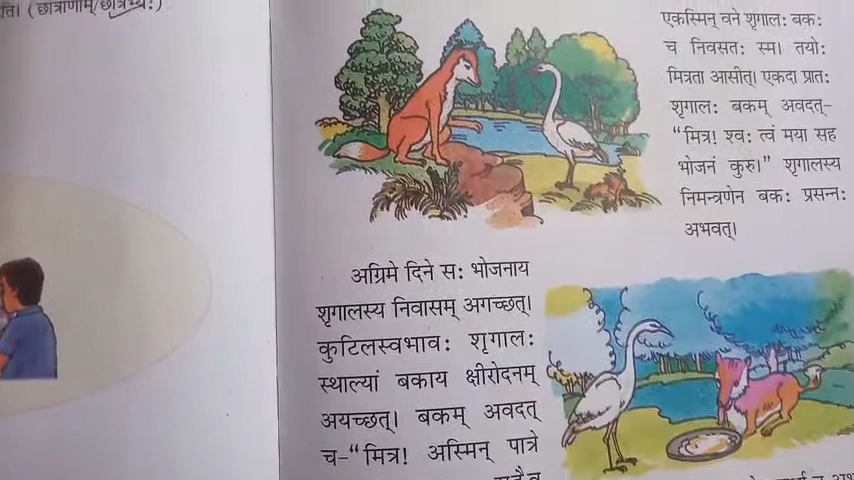 ति। (छात्राणाम्/छात्रेभ्यः)
एकस्मिन् वने शृगालः बकः
च निवसतः स्म। तयोः
मित्रता आसीत्। एकदा प्रातः
शृगालः बकम् अवदत्-
“मित्र! श्वः त्वं मया सह
भोजनं कुरु।” शृगालस्य
निमन्त्रणेन बकः प्रसन्नः
अभवत्।
अग्रिमे दिने सः भोजनाय
शृगालस्य निवासम् अगच्छत्।
कुटिलस्वभावः शृगालः
स्थाल्यां बकाय क्षीरोदनम्
अयच्छत्। बकम् अवदत्
च-“मित्र! अस्मिन् पात्रे